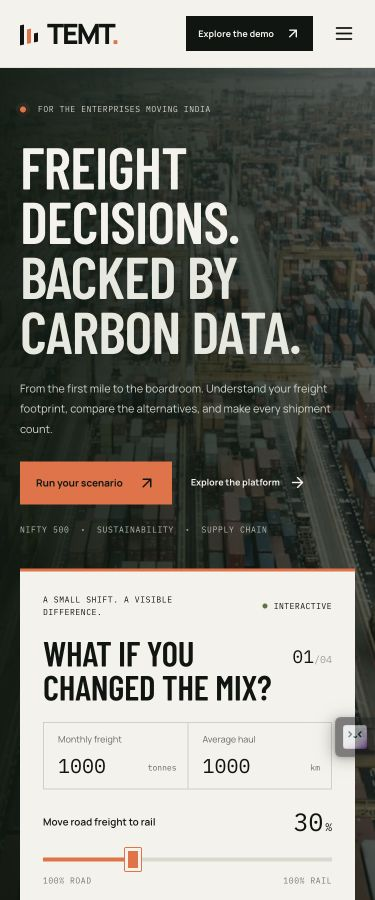 TEMT.
Explore the demo
FOR THE ENTERPRISES MOVING INDIA
FREIGHT
DECISIONS.
BACKED BY
CARBON DATA.
From the first mile to the boardroom. Understand your freight
footprint, compare the alternatives, and make every shipment
count.
Run your scenario
Explore the platform
NIFTY 500 • SUSTAINABILITY • SUPPLY CHAIN
A SMALL SHIFT. A VISIBLE
DIFFERENCE.
INTERACTIVE
WHAT IF YOU
CHANGED THE MIX?
01/04
Monthly freight
1000 tonnes
Average haul
1000 km
Move road freight to rail
30%
100% ROAD
100% RAIL